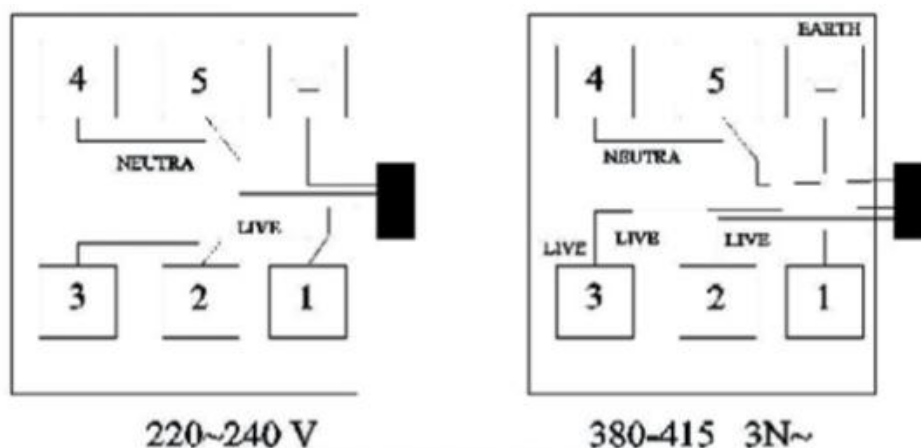 EARTH
4 5
4 5
NEUTRA
NEUTRA
LIVE
LIVE LIVE LIVE
3 2 1
3 2 1
220~240 V
380-415 3N~